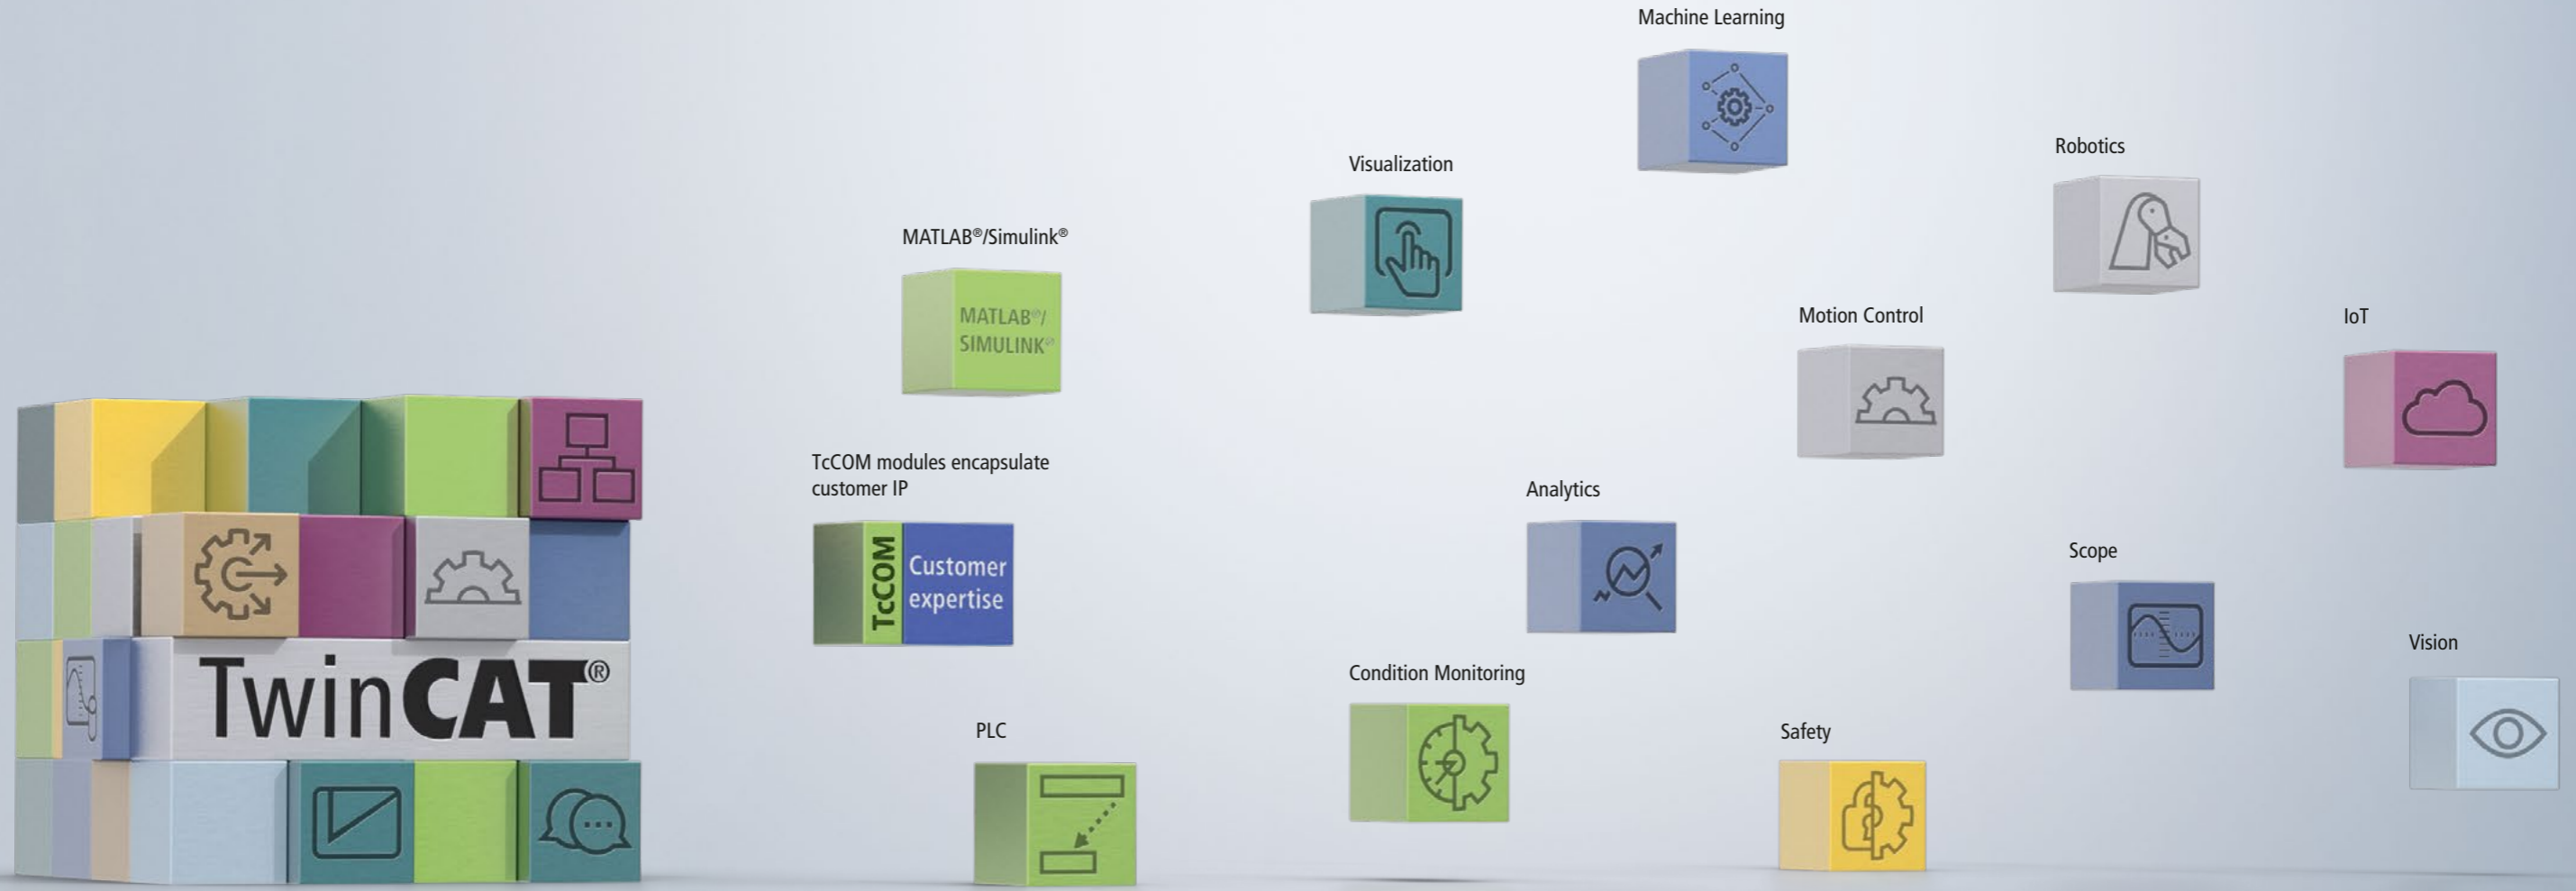 Machine Learning
Robotics
Visualization
MATLAB®/Simulink®
MATLAB®/
SIMULINK®
Motion Control
IoT
TcCOM modules encapsulate
customer IP
TcCOM
Customer
expertise
Analytics
Scope
TwinCAT®
Condition Monitoring
Vision
PLC
Safety